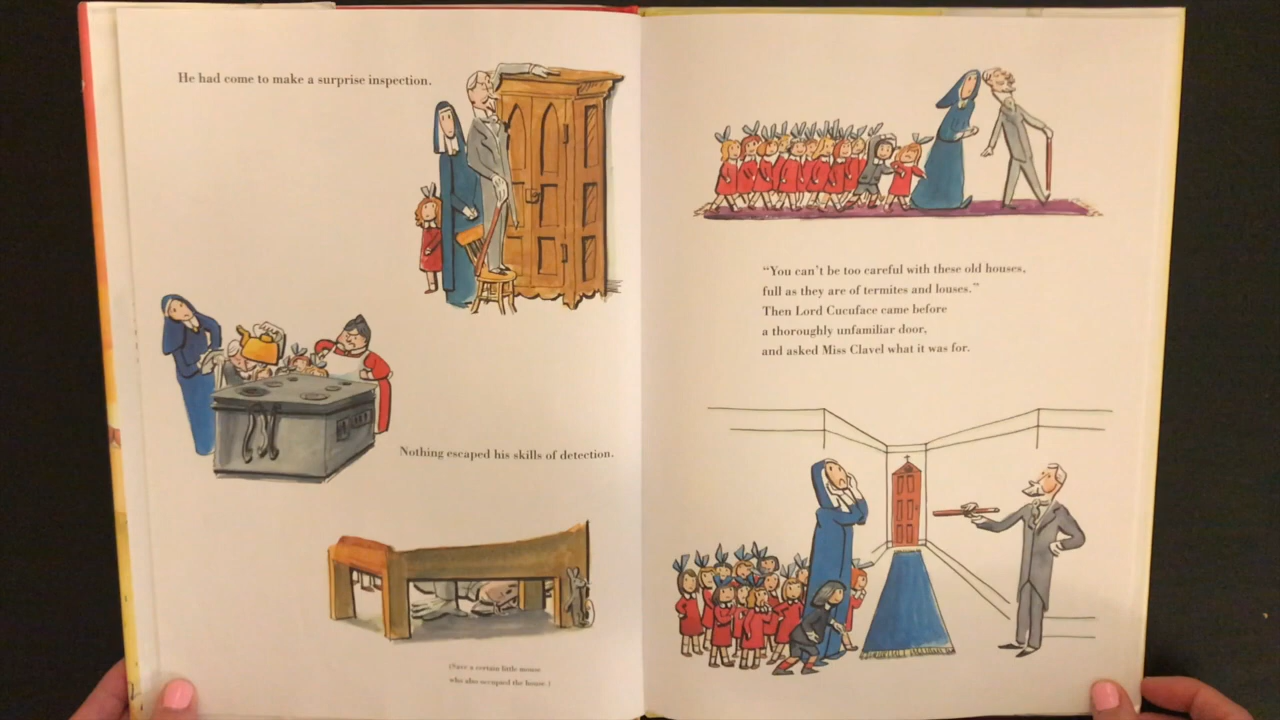 He had come to make a surprise inspection.
Nothing escaped his skills of detection.
(Save a certain little mouse
who also occupied the house.)
“You can’t be too careful with these old houses,
full as they are of termites and louses.”
Then Lord Cucuface came before
a thoroughly unfamiliar door,
and asked Miss Clavel what it was for.